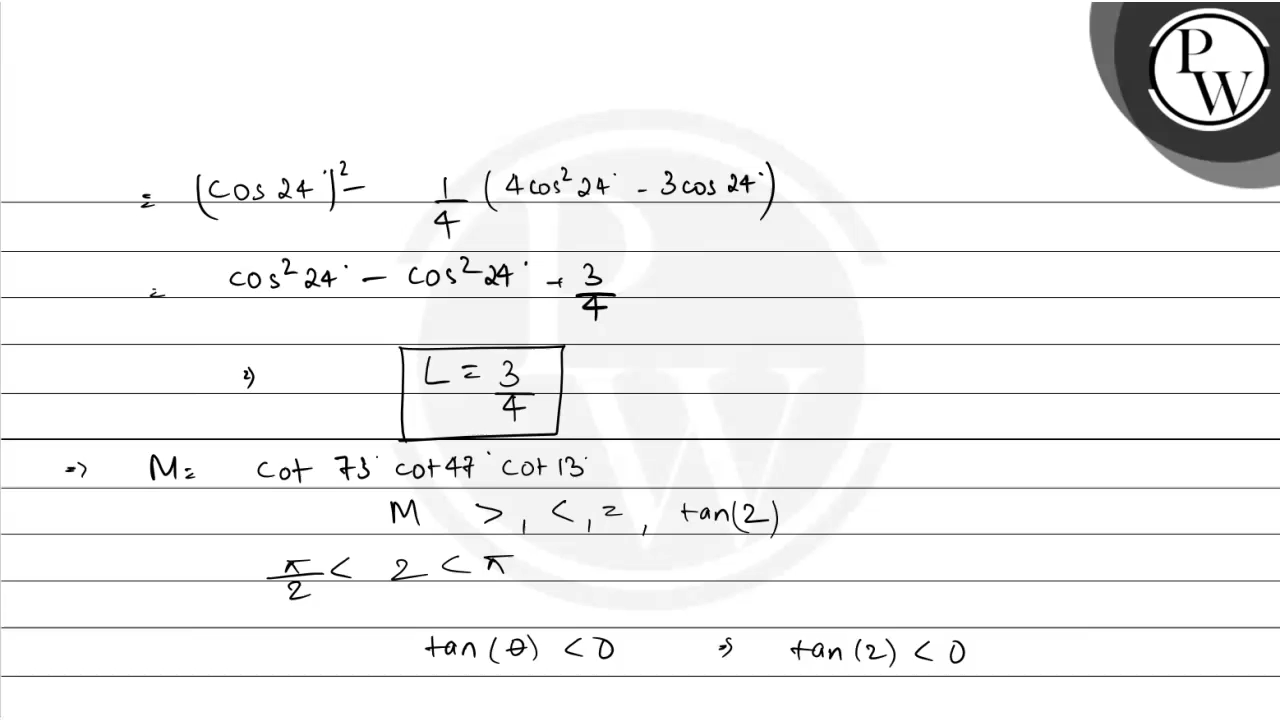 PW
= (cos 24°)² - 1/4 (4cos² 24° - 3cos 24°)
= cos² 24° - cos² 24° + 3/4
⇒ L = 3/4
⇒ M = cot 73° cot 47° cot 13°
M >, <, =, tan(2)
π/2 < 2 < π
tan(θ) < 0 ⇒ tan(2) < 0